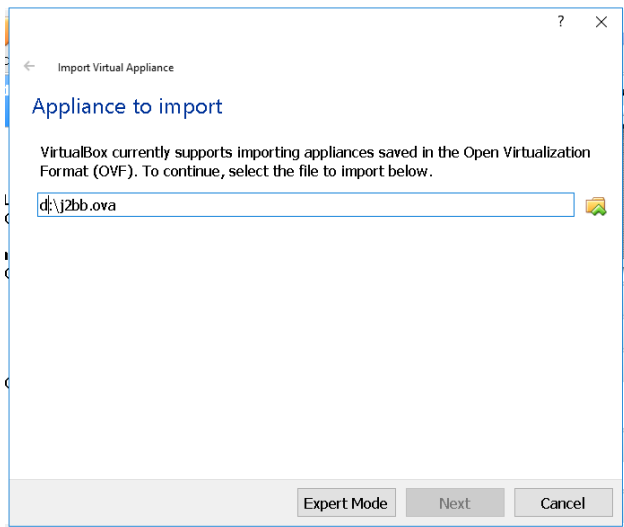 ?
Import Virtual Appliance
Appliance to import
VirtualBox currently supports importing appliances saved in the Open Virtualization
Format (OVF). To continue, select the file to import below.
d:\j2bb.ova
Expert Mode Next Cancel